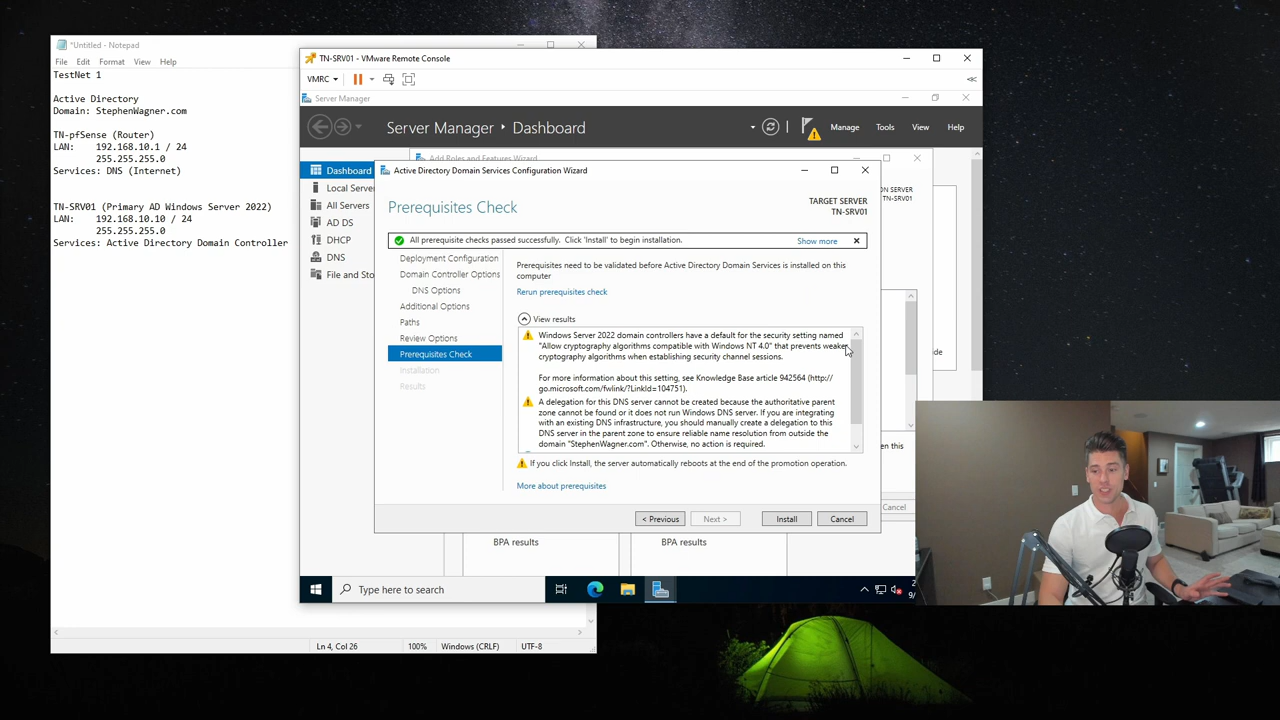 *Untitled - Notepad
File Edit Format View Help
TestNet 1
Active Directory
Domain: StephenWagner.com
TN-pfSense (Router)
LAN: 192.168.10.1 / 24
255.255.255.0
Services: DNS (Internet)
TN-SRV01 (Primary AD Windows Server 2022)
LAN: 192.168.10.10 / 24
255.255.255.0
Services: Active Directory Domain Controller
Ln 4, Col 26 100% Windows (CRLF) UTF-8
TN-SRV01 - VMware Remote Console
VMRC
Server Manager
Server Manager Dashboard
Manage Tools View Help
Dashboard
Local Serve
All Servers
AD DS
DHCP
DNS
File and Sto
Add Roles and Features Wizard
ON SERVER
TN-SRV01
Active Directory Domain Services Configuration Wizard
Prerequisites Check
TARGET SERVER
TN-SRV01
All prerequisite checks passed successfully. Click 'Install' to begin installation. Show more
Deployment Configuration
Domain Controller Options
DNS Options
Additional Options
Paths
Review Options
Prerequisites Check
Installation
Results
Prerequisites need to be validated before Active Directory Domain Services is installed on this
computer
Rerun prerequisites check
View results
Windows Server 2022 domain controllers have a default for the security setting named
"Allow cryptography algorithms compatible with Windows NT 4.0" that prevents weaker
cryptography algorithms when establishing security channel sessions.
For more information about this setting, see Knowledge Base article 942564 (http://
go.microsoft.com/fwlink/?LinkId=104751).
A delegation for this DNS server cannot be created because the authoritative parent
zone cannot be found or it does not run Windows DNS server. If you are integrating
with an existing DNS infrastructure, you should manually create a delegation to this
DNS server in the parent zone to ensure reliable name resolution from outside the
domain "StephenWagner.com". Otherwise, no action is required.
If you click Install, the server automatically reboots at the end of the promotion operation.
More about prerequisites
< Previous Next > Install Cancel
ide
en this
Cancel
BPA results BPA results
Type here to search